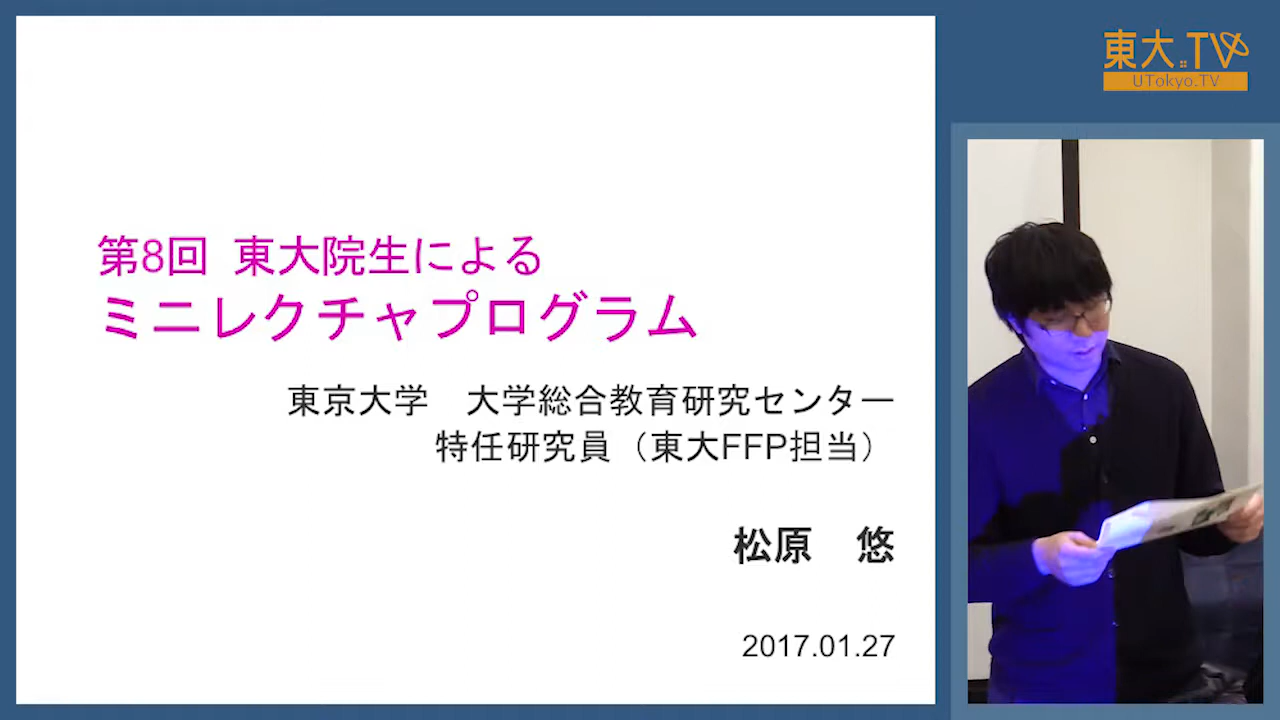 東大.TV
UTokyo.TV
第8回 東大院生による
ミニレクチャプログラム
東京大学　大学総合教育研究センター
特任研究員（東大FFP担当）
松原　悠
2017.01.27